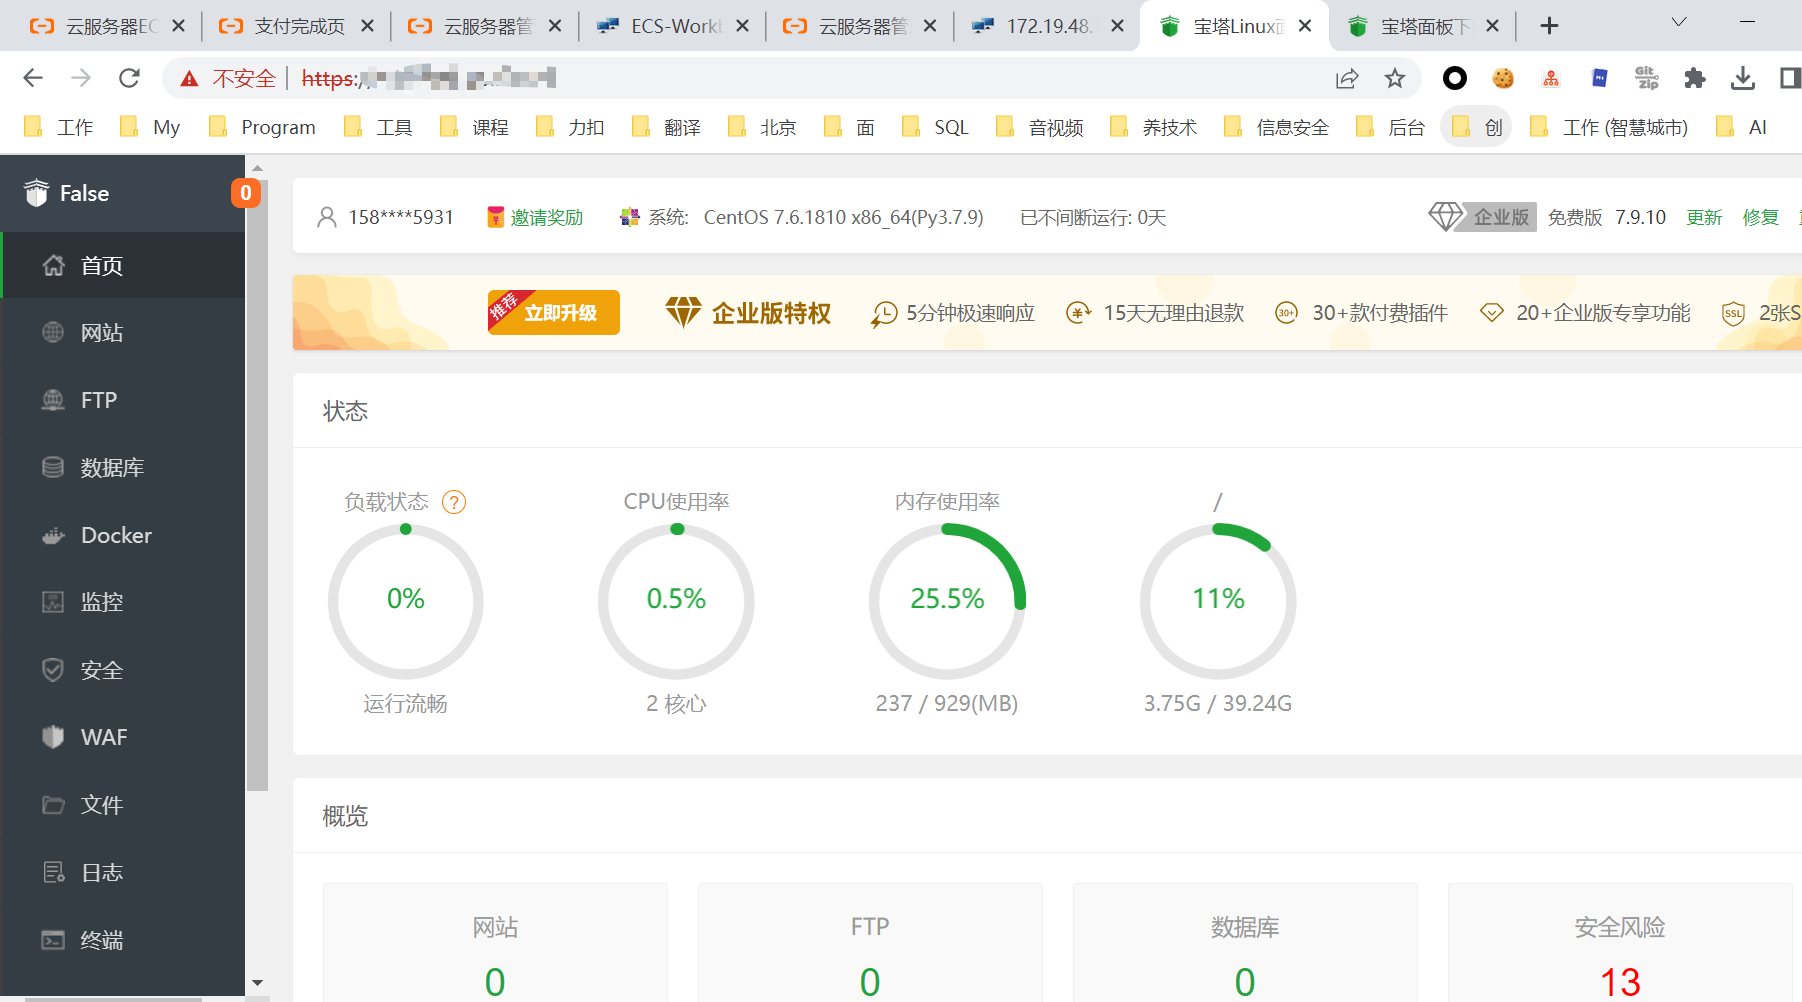 云服务器EC
支付完成页
云服务器管
ECS-Workb
云服务器管
172.19.48.
宝塔Linux面
宝塔面板下
不安全 https:/
Git
Zip
工作 My Program 工具 课程 力扣 翻译 北京 面 SQL 音视频 养技术 信息安全 后台 创 工作 (智慧城市) AI
False 0
首页
网站
FTP
数据库
Docker
监控
安全
WAF
文件
日志
终端
158****5931 邀请奖励 系统: CentOS 7.6.1810 x86_64(Py3.7.9) 已不间断运行: 0天 企业版 免费版 7.9.10 更新 修复
推荐 立即升级 企业版特权 5分钟极速响应 15天无理由退款 30+ 30+款付费插件 20+企业版专享功能 SSL 2张S
状态
负载状态 ? CPU使用率 内存使用率 /
0% 0.5% 25.5% 11%
运行流畅 2 核心 237 / 929(MB) 3.75G / 39.24G
概览
网站 FTP 数据库 安全风险
0 0 0 13